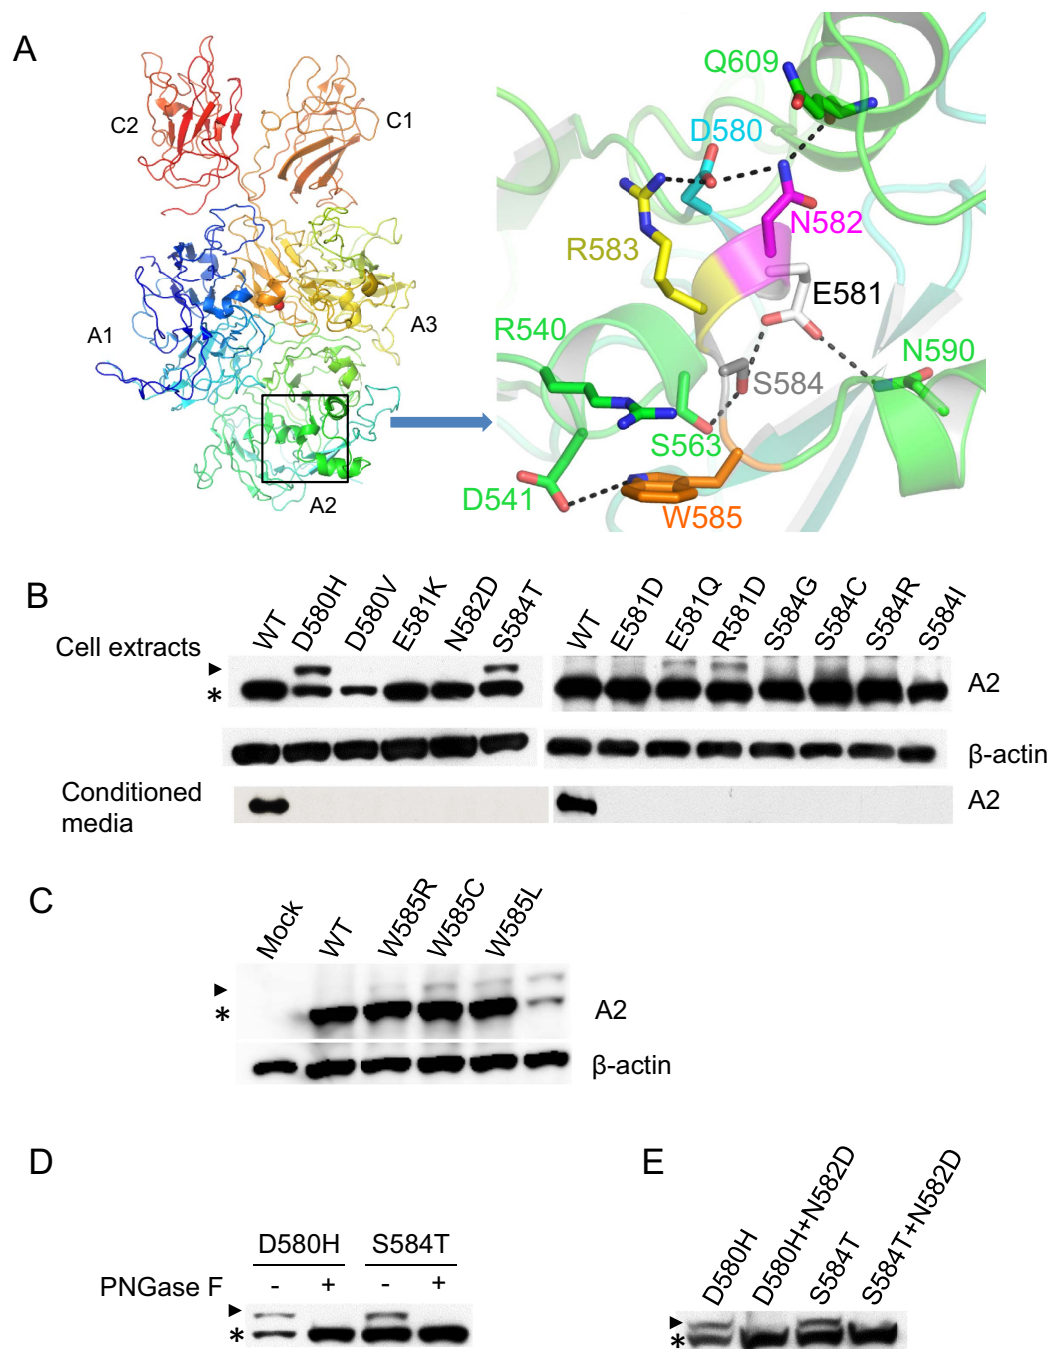 A
C2
C1
A1
A3
A2
Q609
D580
N582
R583
E581
R540
N590
S584
S563
D541
W585
B
WT D580H D580V E581K N582D S584T WT E581D E581Q R581D S584G S584C S584R S584I
Cell extracts
* A2
β-actin
Conditioned media A2
C
Mock WT W585R W585C W585L
* A2
β-actin
D
D580H S584T
PNGase F - + - +
*
E
D580H D580H+N582D S584T S584T+N582D
*